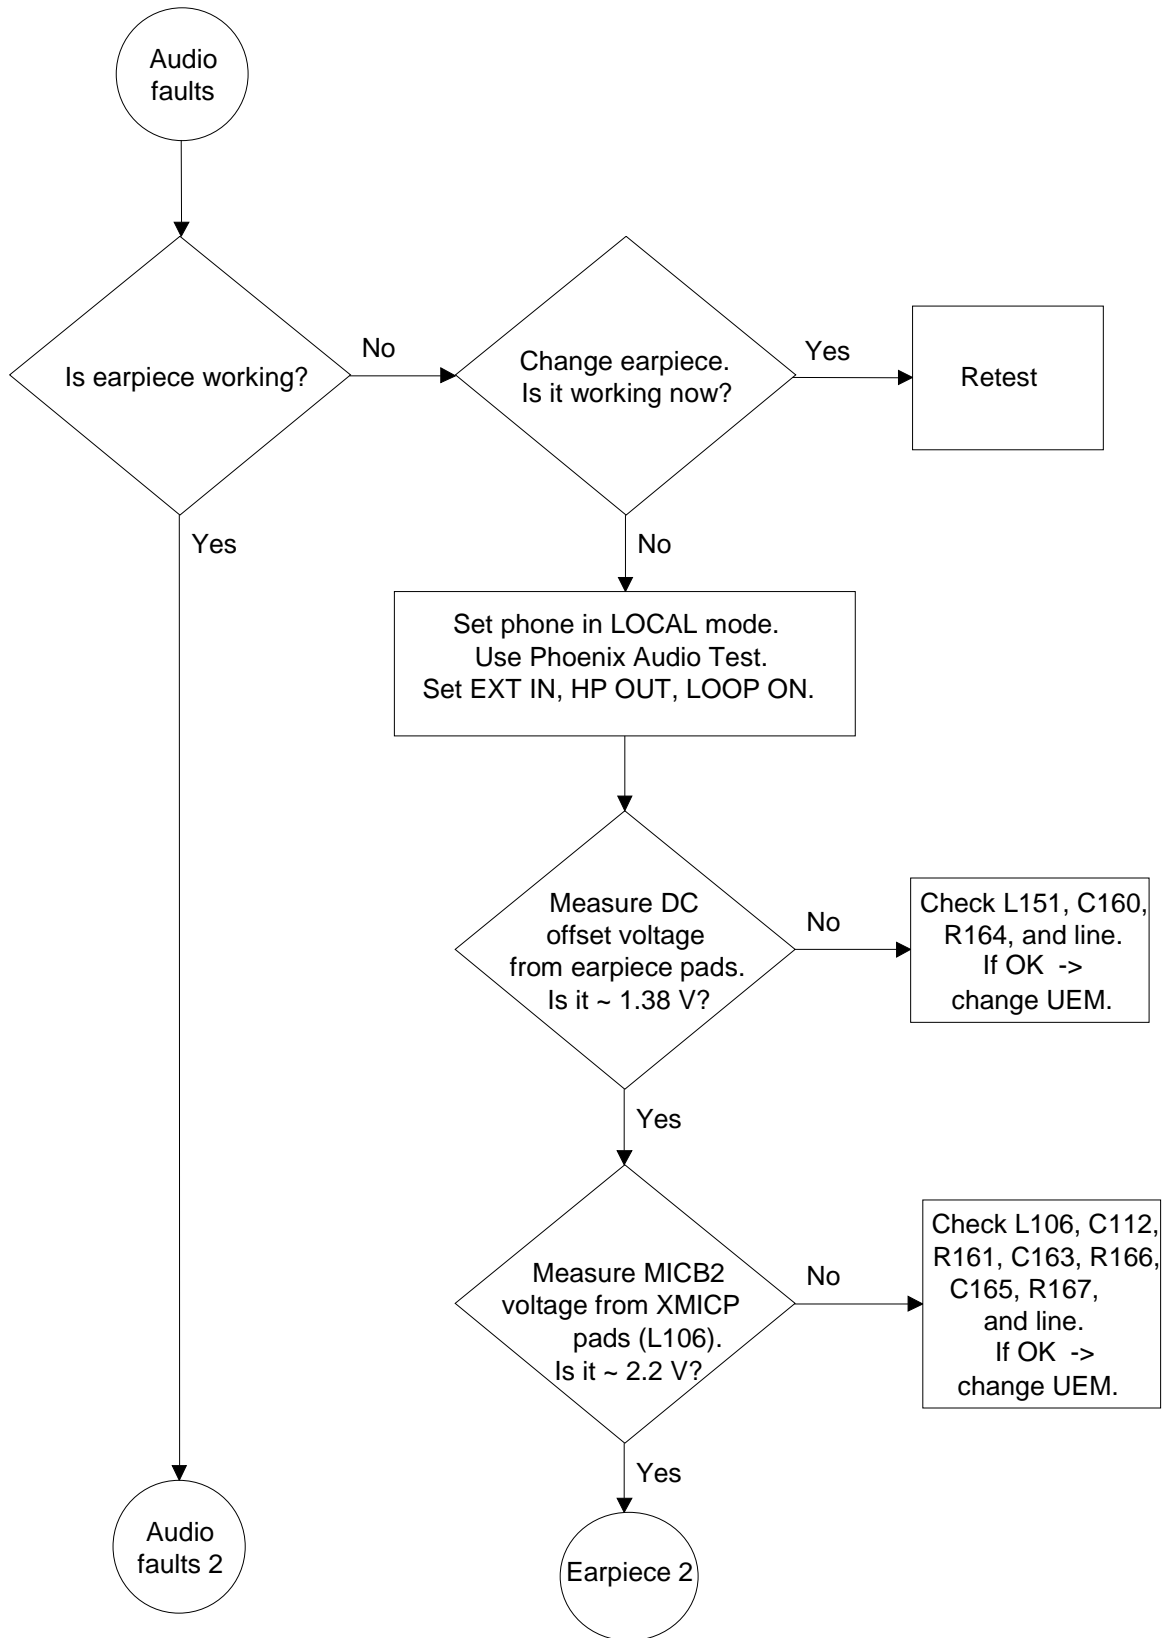 Audio
faults
Is earpiece working?
No
Change earpiece.
Is it working now?
Yes
Retest
Yes
No
Set phone in LOCAL mode.
Use Phoenix Audio Test.
Set EXT IN, HP OUT, LOOP ON.
Measure DC
offset voltage
from earpiece pads.
Is it ~ 1.38 V?
No
Check L151, C160,
R164, and line.
If OK ->
change UEM.
Yes
Measure MICB2
voltage from XMICP
pads (L106).
Is it ~ 2.2 V?
No
Check L106, C112,
R161, C163, R166,
C165, R167,
and line.
If OK ->
change UEM.
Yes
Audio
faults 2
Earpiece 2